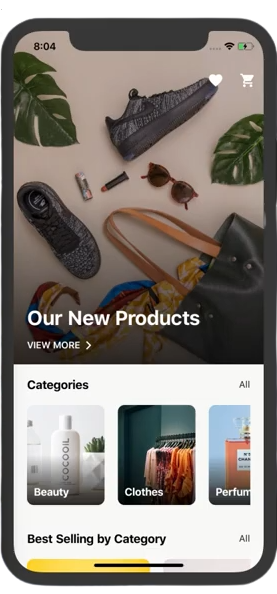 8:04
Our New Products
VIEW MORE
Categories
All
COCOOIL
Beauty
Clothes
Perfum
Best Selling by Category
All